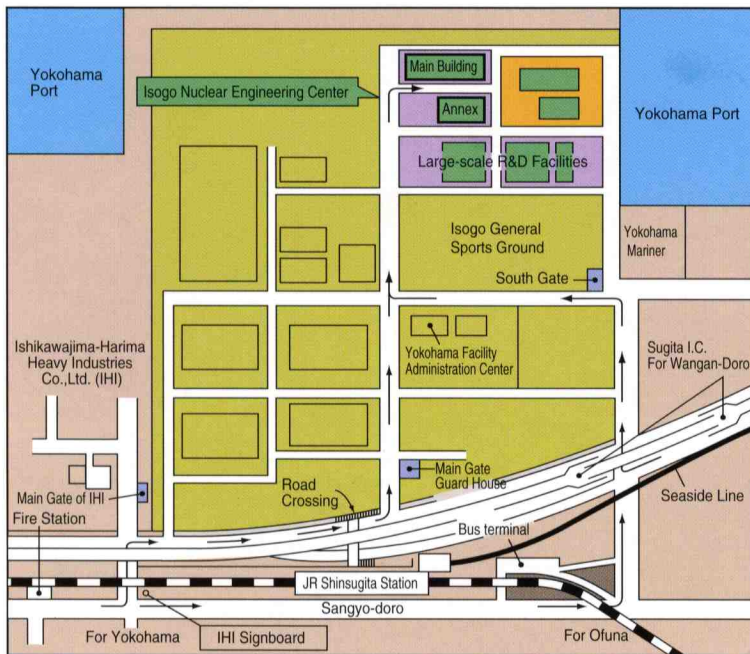 Yokohama
Port
Main Building
Isogo Nuclear Engineering Center
Annex
Yokohama Port
Large-scale R&D Facilities
Isogo General
Sports Ground
Yokohama
Mariner
South Gate
Ishikawajima-Harima
Heavy Industries
Co.,Ltd. (IHI)
Yokohama Facility
Administration Center
Sugita I.C.
For Wangan-Doro
Main Gate of IHI
Road
Crossing
Main Gate
Guard House
Seaside Line
Fire Station
Bus terminal
JR Shinsugita Station
Sangyo-doro
For Yokohama
IHI Signboard
For Ofuna